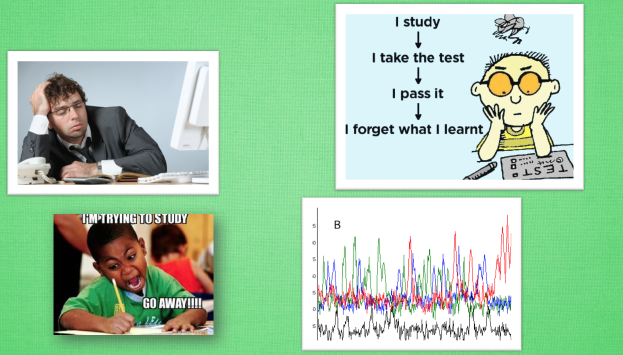 I study
I take the test
I pass it
I forget what I learnt
TEST
I'M TRYING TO STUDY
GO AWAY!!!!
B